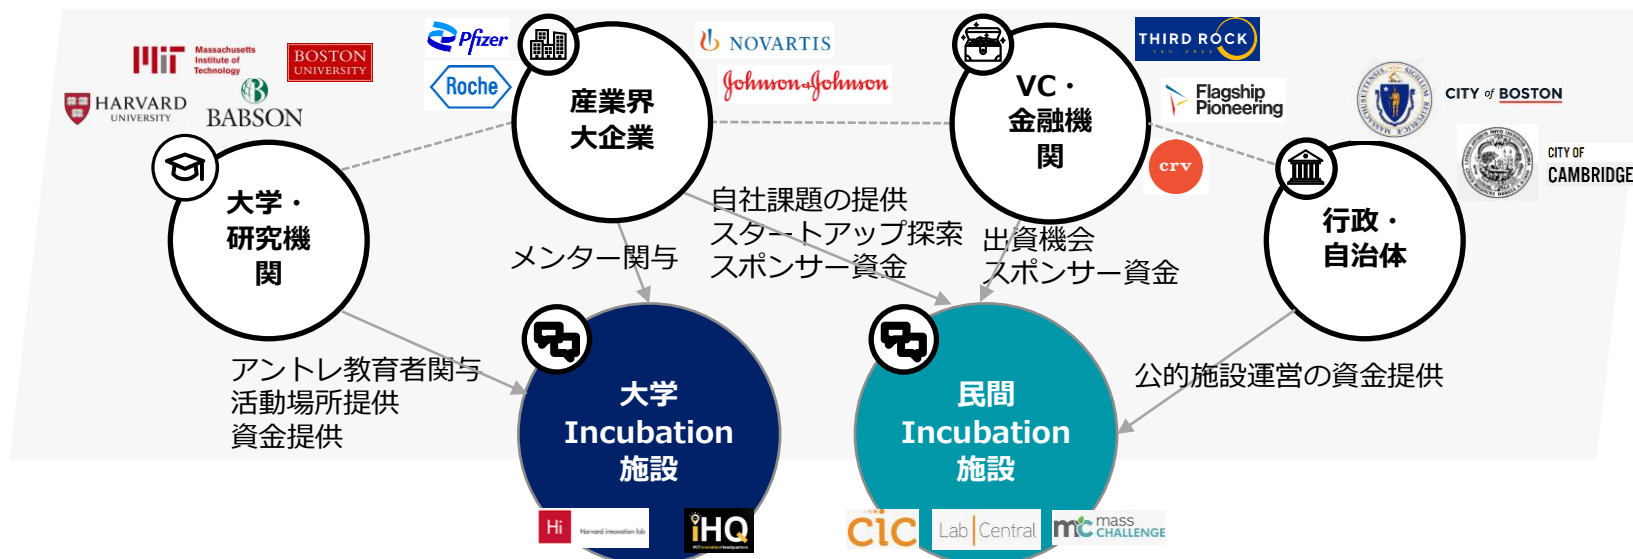 Massachusetts
Institute of
Technology
BOSTON
UNIVERSITY
HARVARD
UNIVERSITY
BABSON
大学・
研究機
関
Pfizer
Roche
産業界
大企業
NOVARTIS
Johnson&Johnson
VC・
金融機
関
THIRD ROCK
Flagship
Pioneering
crv
CITY of BOSTON
CITY OF
CAMBRIDGE
行政・
自治体
メンター関与
自社課題の提供
スタートアップ探索
スポンサー資金
出資機会
スポンサー資金
アントレ教育者関与
活動場所提供
資金提供
公的施設運営の資金提供
大学
Incubation
施設
Hi
Harvard innovation lab
iHQ
民間
Incubation
施設
CiC
Lab Central
mc mass
CHALLENGE